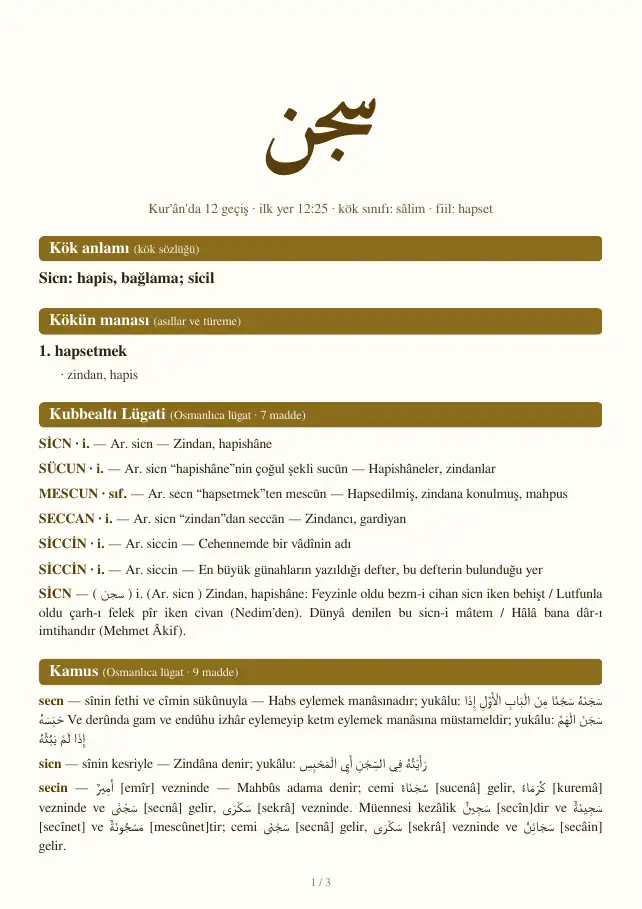 سجن
Kur'ân'da 12 geçiş · ilk yer 12:25 · kök sınıfı: sâlim · fiil: hapset
Kök anlamı (kök sözlüğü)
Sicn: hapis, bağlama; sicil
Kökün manası (asıllar ve türeme)
1. hapsetmek
· zindan, hapis
Kubbealtı Lügati (Osmanlıca lügat · 7 madde)
SİCN · i. — Ar. sicn — Zindan, hapishâne
SÜCUN · i. — Ar. sicn “hapishâne”nin çoğul şekli sucūn — Hapishâneler, zindanlar
MESCUN · sıf. — Ar. secn “hapsetmek”ten mescūn — Hapsedilmiş, zindana konulmuş, mahpus
SECCAN · i. — Ar. sicn “zindan”dan seccān — Zindancı, gardiyan
SİCCİN · i. — Ar. siccіn — Cehennemde bir vâdînin adı
SİCCİN · i. — Ar. siccіn — En büyük günahların yazıldığı defter, bu defterin bulunduğu yer
SİCN — ( سجن ) i. (Ar. sicn ) Zindan, hapishâne: Feyzinle oldu bezm-i cihan sicn iken behişt / Lutfunla
oldu çarh-ı felek pîr iken civan (Nedim’den). Dünyâ denilen bu sicn-i mâtem / Hâlâ bana dâr-ı
imtihandır (Mehmet Âkif).
Kamus (Osmanlıca lügat · 9 madde)
secn — sînin fethi ve cîmin sükûnuyla — Habs eylemek manâsınadır; yukâlu: سَجَنَهُ سَجْنًا مِنَ الْبَابِ الْأَوَّلِ إِذَا
حَبَسَهُ Ve derûnda gam ve endûhu izhâr eylemeyip ketm eylemek manâsına müstameldir; yukâlu: سَجَنَ الْهَمَّ
إِذَا لَمْ يَبُثَّهُ
sicn — sînin kesriyle — Zindâna denir; yukâlu: رَأَيْتُهُ فِي السِّجْنِ أَيِ الْمَحْبِسِ
secin — أَمِيرٌ [emîr] vezninde — Mahbûs adama denir; cemi سُجَنَاءُ [sucenâ] gelir, كُرَمَاءُ [kuremâ]
vezninde ve سَجْنَى [secnâ] gelir, سَكْرَى [sekrâ] vezninde. Müennesi kezâlik سَجِينٌ [secîn]dir ve سَجِينَةٌ
[secînet] ve مَسْجُونَةٌ [mescûnet]tir; cemi سَجْنَى [secnâ] gelir, سَكْرَى [sekrâ] vezninde ve سَجَائِنُ [secâin]
gelir.
1 / 3